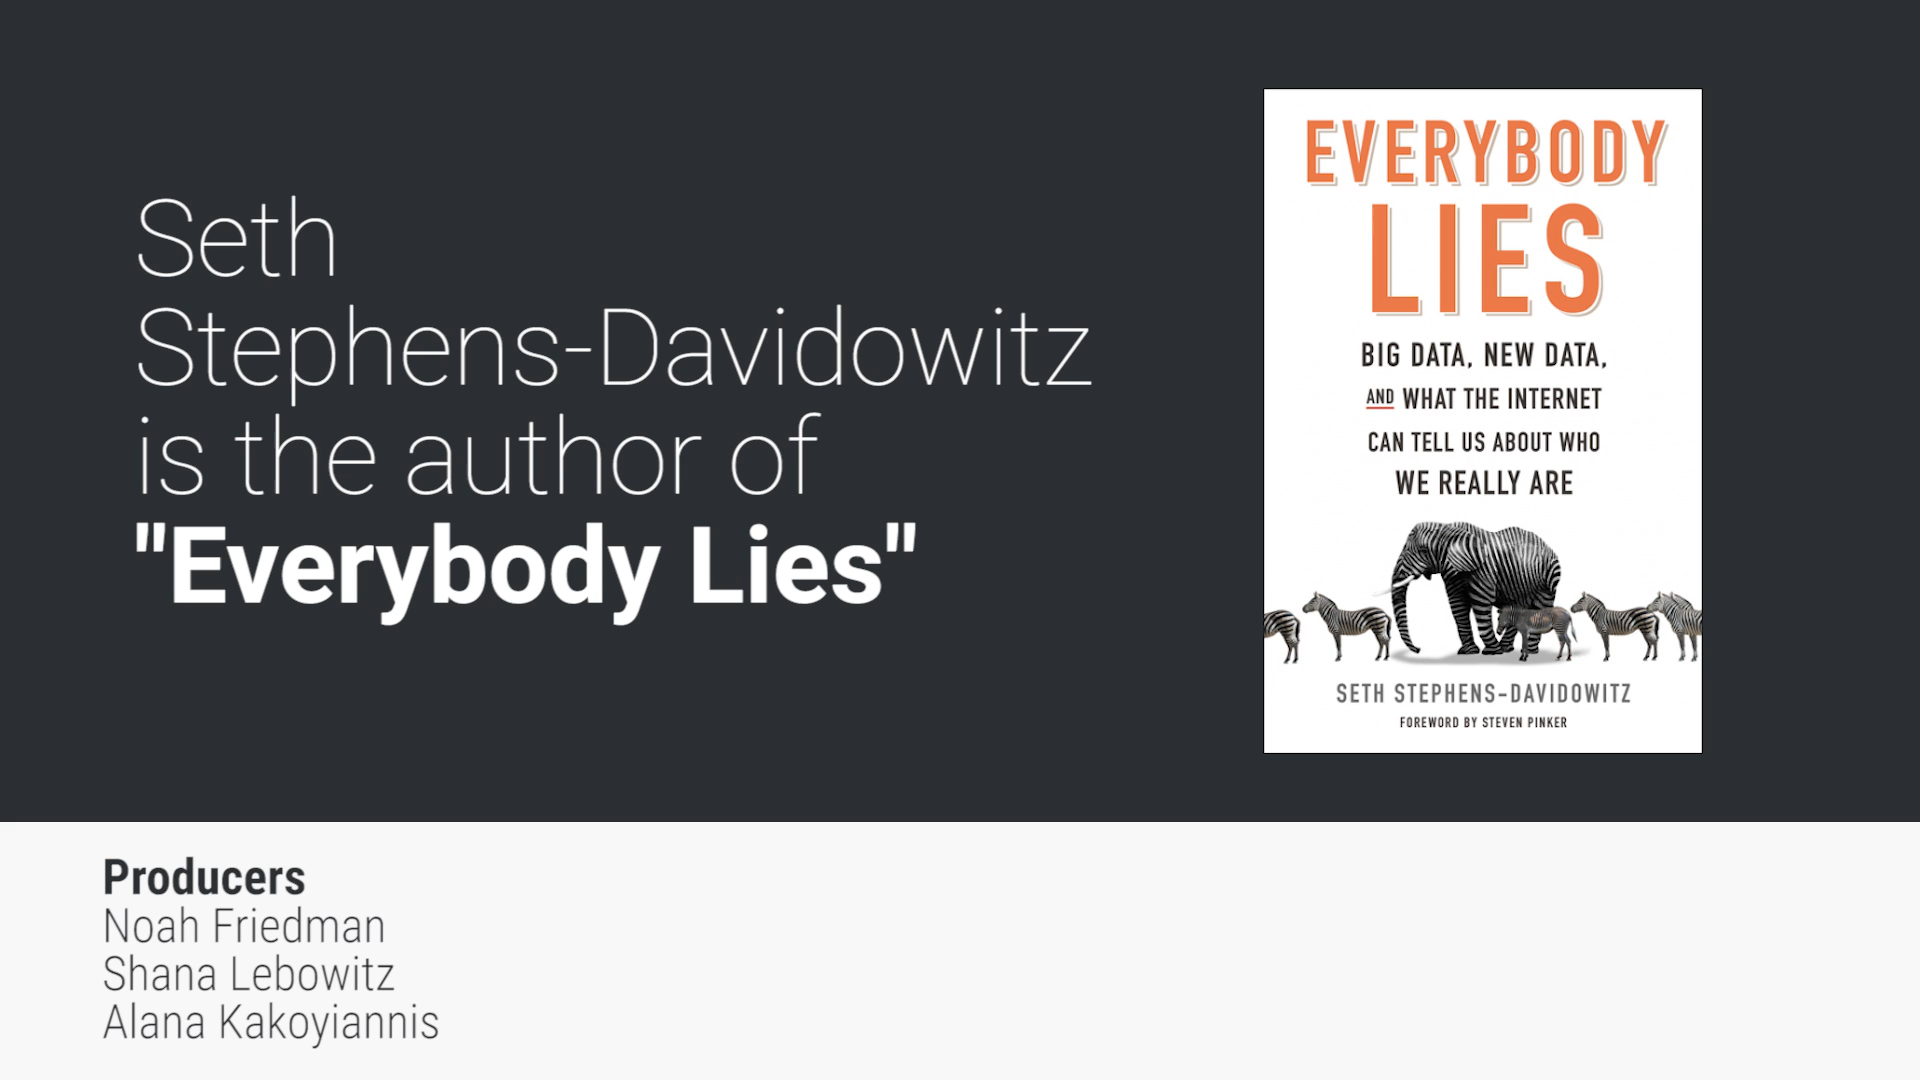 Seth
Stephens-Davidowitz
is the author of
"Everybody Lies"
EVERYBODY
LIES
BIG DATA, NEW DATA,
AND WHAT THE INTERNET
CAN TELL US ABOUT WHO
WE REALLY ARE
SETH STEPHENS-DAVIDOWITZ
FOREWORD BY STEVEN PINKER
Producers
Noah Friedman
Shana Lebowitz
Alana Kakoyiannis